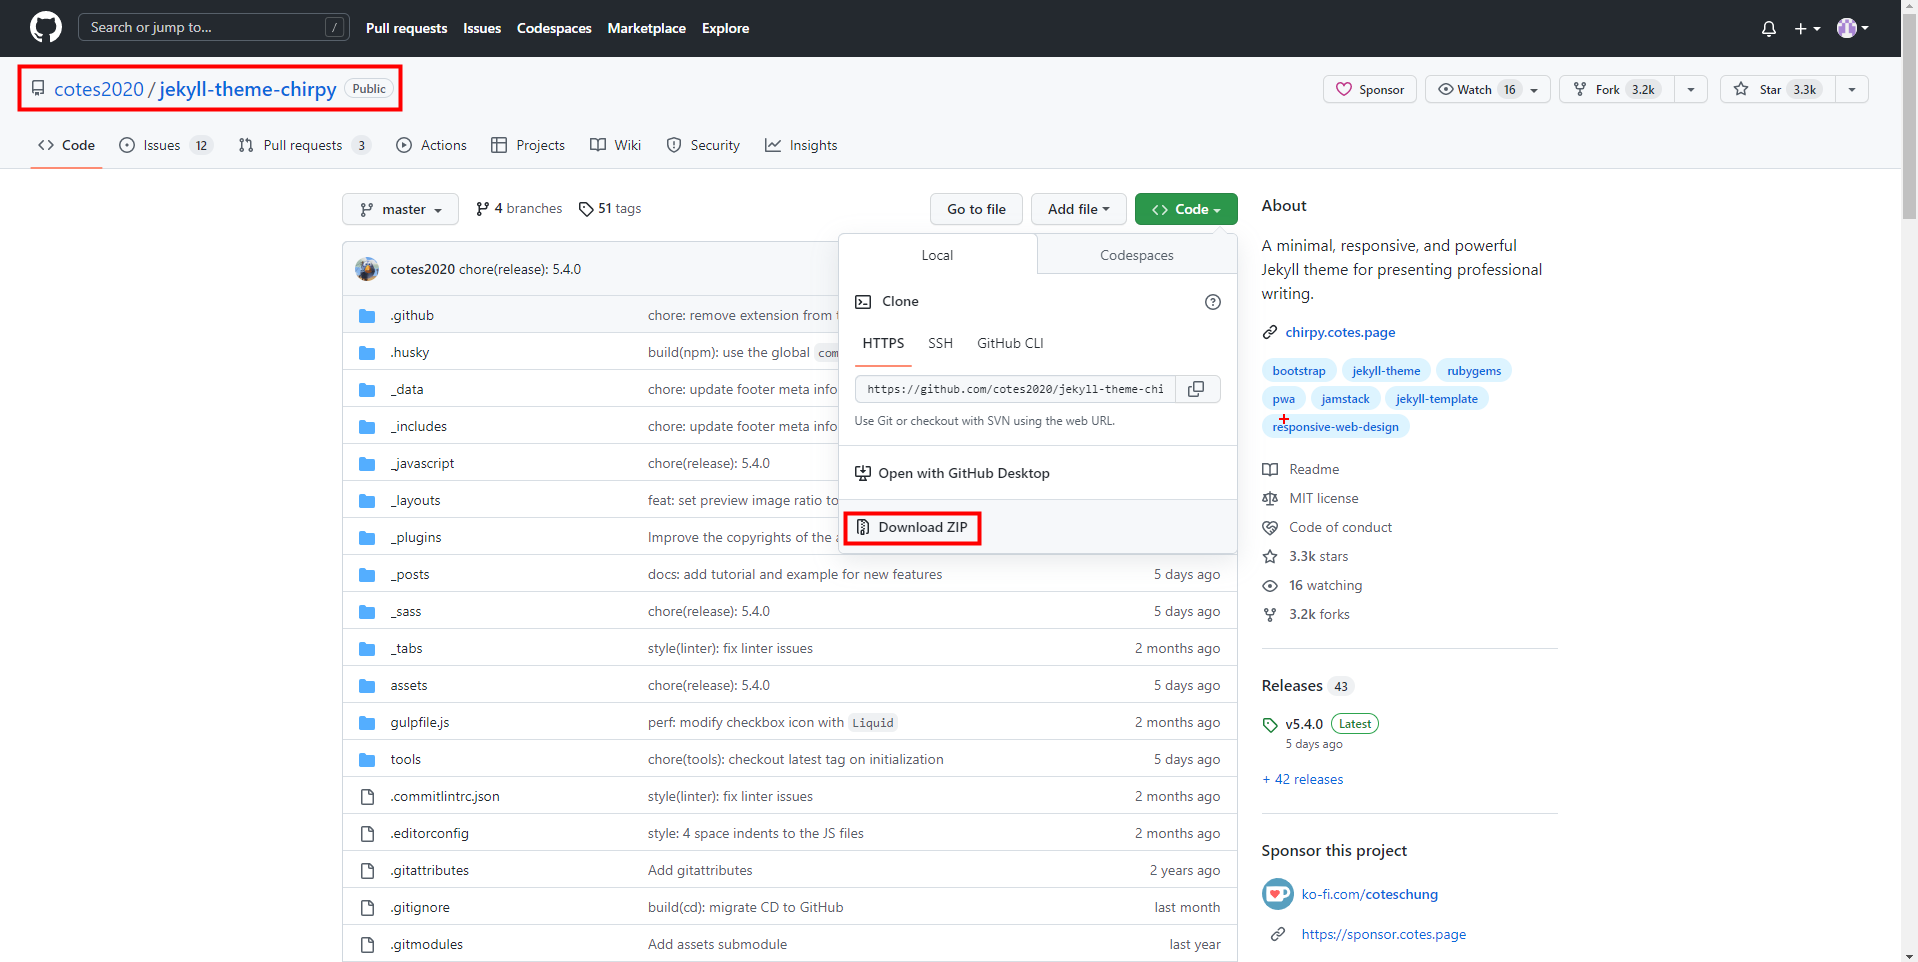 Search or jump to... /
Pull requests Issues Codespaces Marketplace Explore
cotes2020 / jekyll-theme-chirpy Public
Sponsor Watch 16 Fork 3.2k Star 3.3k
Code Issues 12 Pull requests 3 Actions Projects Wiki Security Insights
master 4 branches 51 tags Go to file Add file Code
Local Codespaces
Clone
HTTPS SSH GitHub CLI
https://github.com/cotes2020/jekyll-theme-chi
Use Git or checkout with SVN using the web URL.
Open with GitHub Desktop
Download ZIP
cotes2020 chore(release): 5.4.0
.github chore: remove extension from
.husky build(npm): use the global com
_data chore: update footer meta info
_includes chore: update footer meta info
_javascript chore(release): 5.4.0
_layouts feat: set preview image ratio to
_plugins Improve the copyrights of the
_posts docs: add tutorial and example for new features 5 days ago
_sass chore(release): 5.4.0 5 days ago
_tabs style(linter): fix linter issues 2 months ago
assets chore(release): 5.4.0 5 days ago
gulpfile.js perf: modify checkbox icon with Liquid 2 months ago
tools chore(tools): checkout latest tag on initialization 5 days ago
.commitlintrc.json style(linter): fix linter issues 2 months ago
.editorconfig style: 4 space indents to the JS files 2 months ago
.gitattributes Add gitattributes 2 years ago
.gitignore build(cd): migrate CD to GitHub last month
.gitmodules Add assets submodule last year
About
A minimal, responsive, and powerful
Jekyll theme for presenting professional
writing.
chirpy.cotes.page
bootstrap jekyll-theme rubygems
pwa jamstack jekyll-template
responsive-web-design
Readme
MIT license
Code of conduct
3.3k stars
16 watching
3.2k forks
Releases 43
v5.4.0 Latest
5 days ago
+ 42 releases
Sponsor this project
ko-fi.com/coteschung
https://sponsor.cotes.page